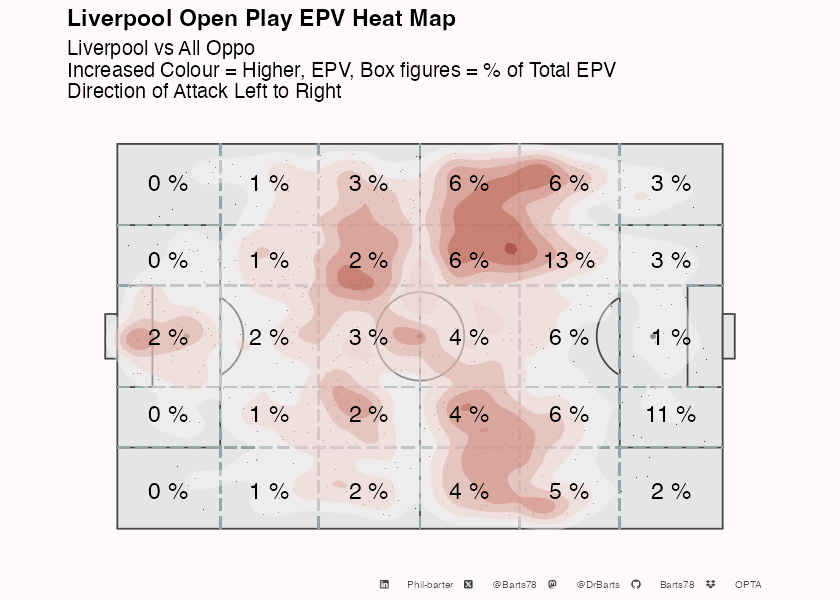 Liverpool Open Play EPV Heat Map
Liverpool vs All Oppo
Increased Colour = Higher, EPV, Box figures = % of Total EPV
Direction of Attack Left to Right
0 % 1 % 3 % 6 % 6 % 3 %
0 % 1 % 2 % 6 % 13 % 3 %
2 % 2 % 3 % 4 % 6 % 1 %
0 % 1 % 2 % 4 % 6 % 11 %
0 % 1 % 2 % 4 % 5 % 2 %
Phil-barter @Barts78 @DrBarts Barts78 OPTA